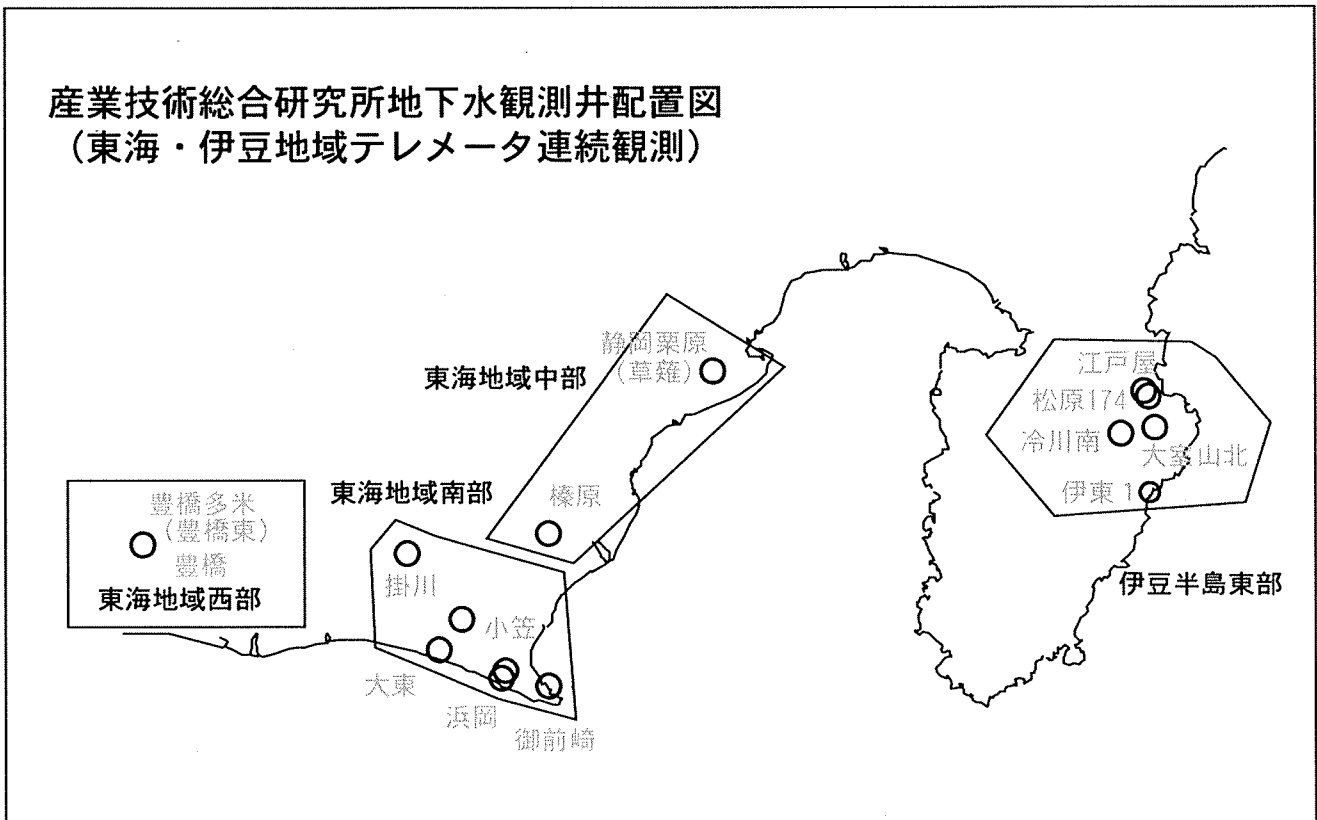 産業技術総合研究所地下水観測井配置図
（東海・伊豆地域テレメータ連続観測）
静岡栗原
（草薙）
東海地域中部
江戸屋
松原174
冷川南
大室山北
伊東1
伊豆半島東部
東海地域南部
榛原
豊橋多米
（豊橋東）
豊橋
東海地域西部
掛川
小笠
大東
浜岡
御前崎